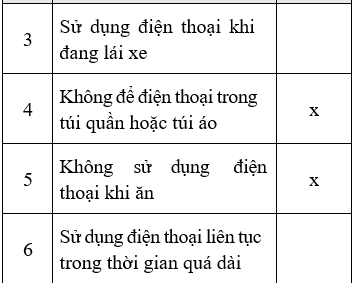 3
Sử dụng điện thoại khi
đang lái xe
4
Không để điện thoại trong
túi quần hoặc túi áo
x
5
Không sử dụng điện
thoại khi ăn
x
6
Sử dụng điện thoại liên tục
trong thời gian quá dài